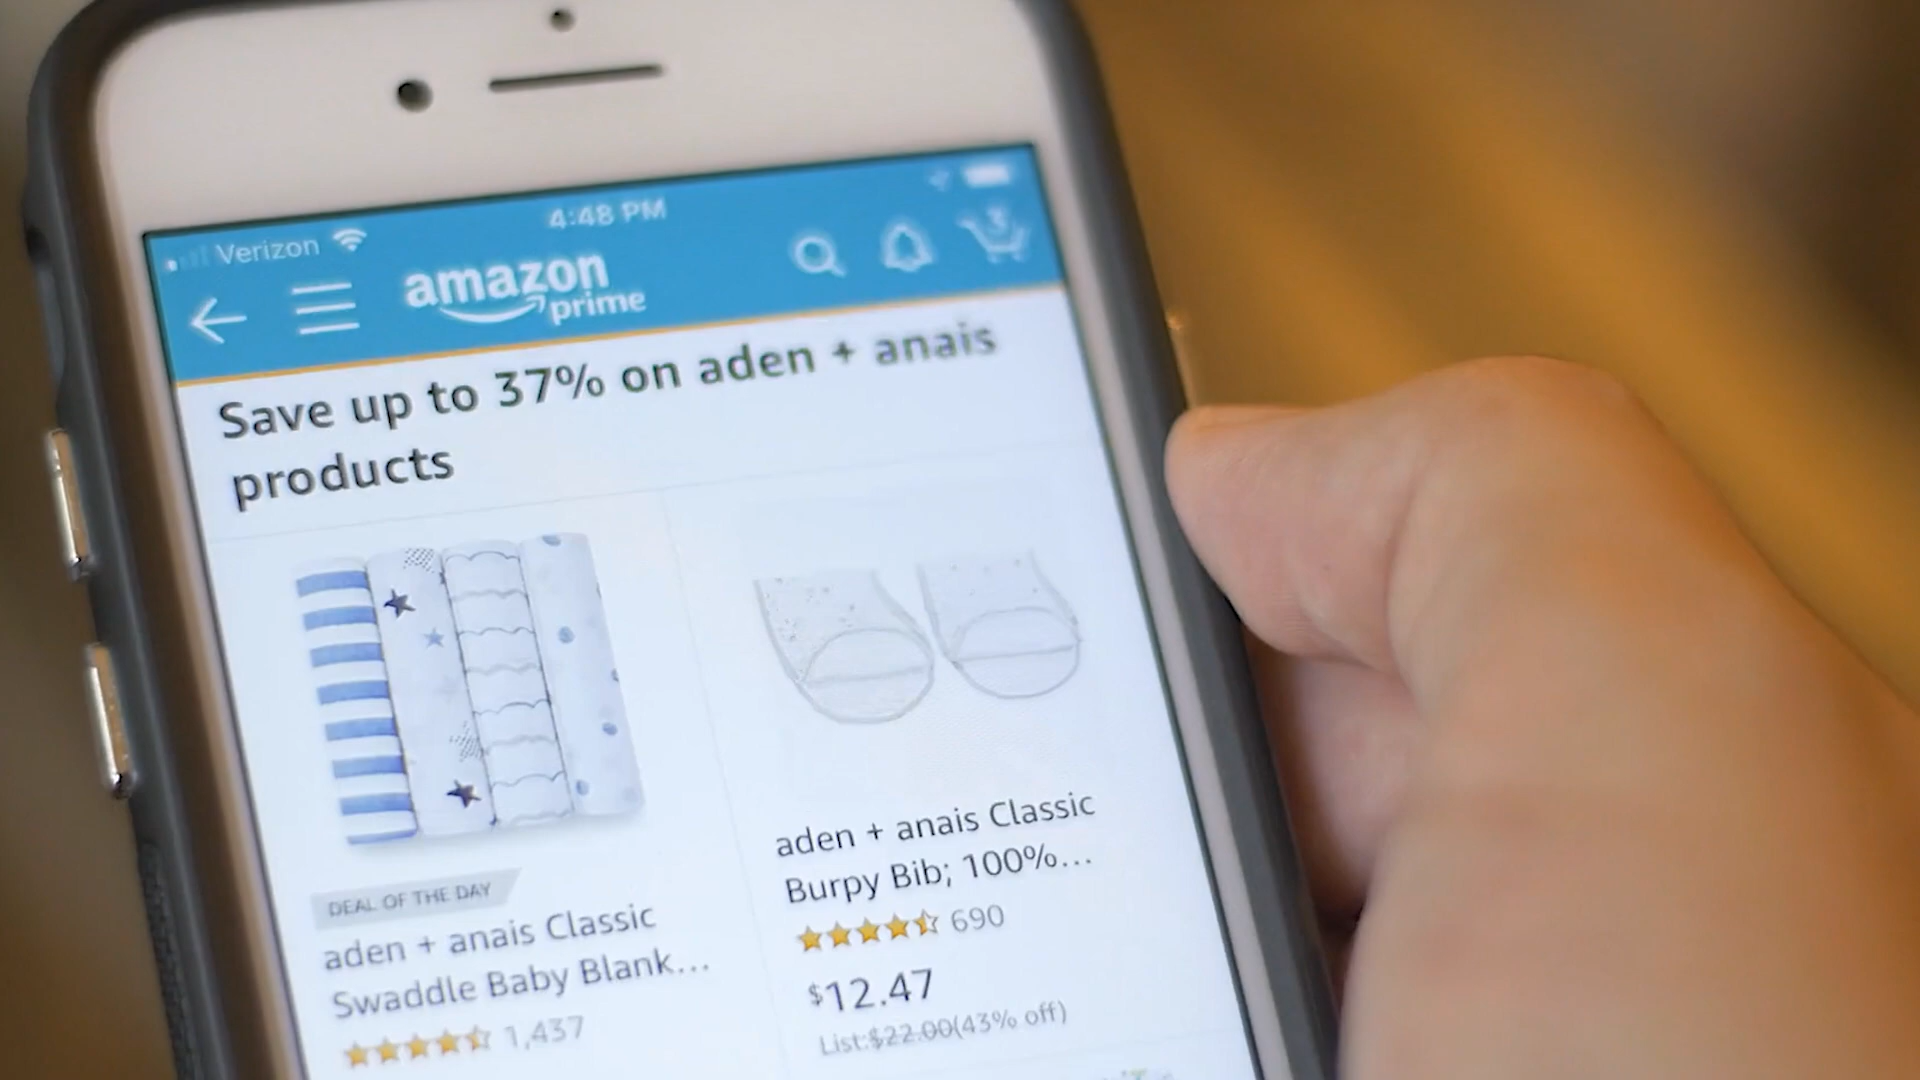 4:48 PM
Verizon
3
amazon
prime
Save up to 37% on aden + anais
products
DEAL OF THE DAY
aden + anais Classic
Swaddle Baby Blank...
1,437
aden + anais Classic
Burpy Bib; 100%...
690
$12.47
List:$22.00(43% off)